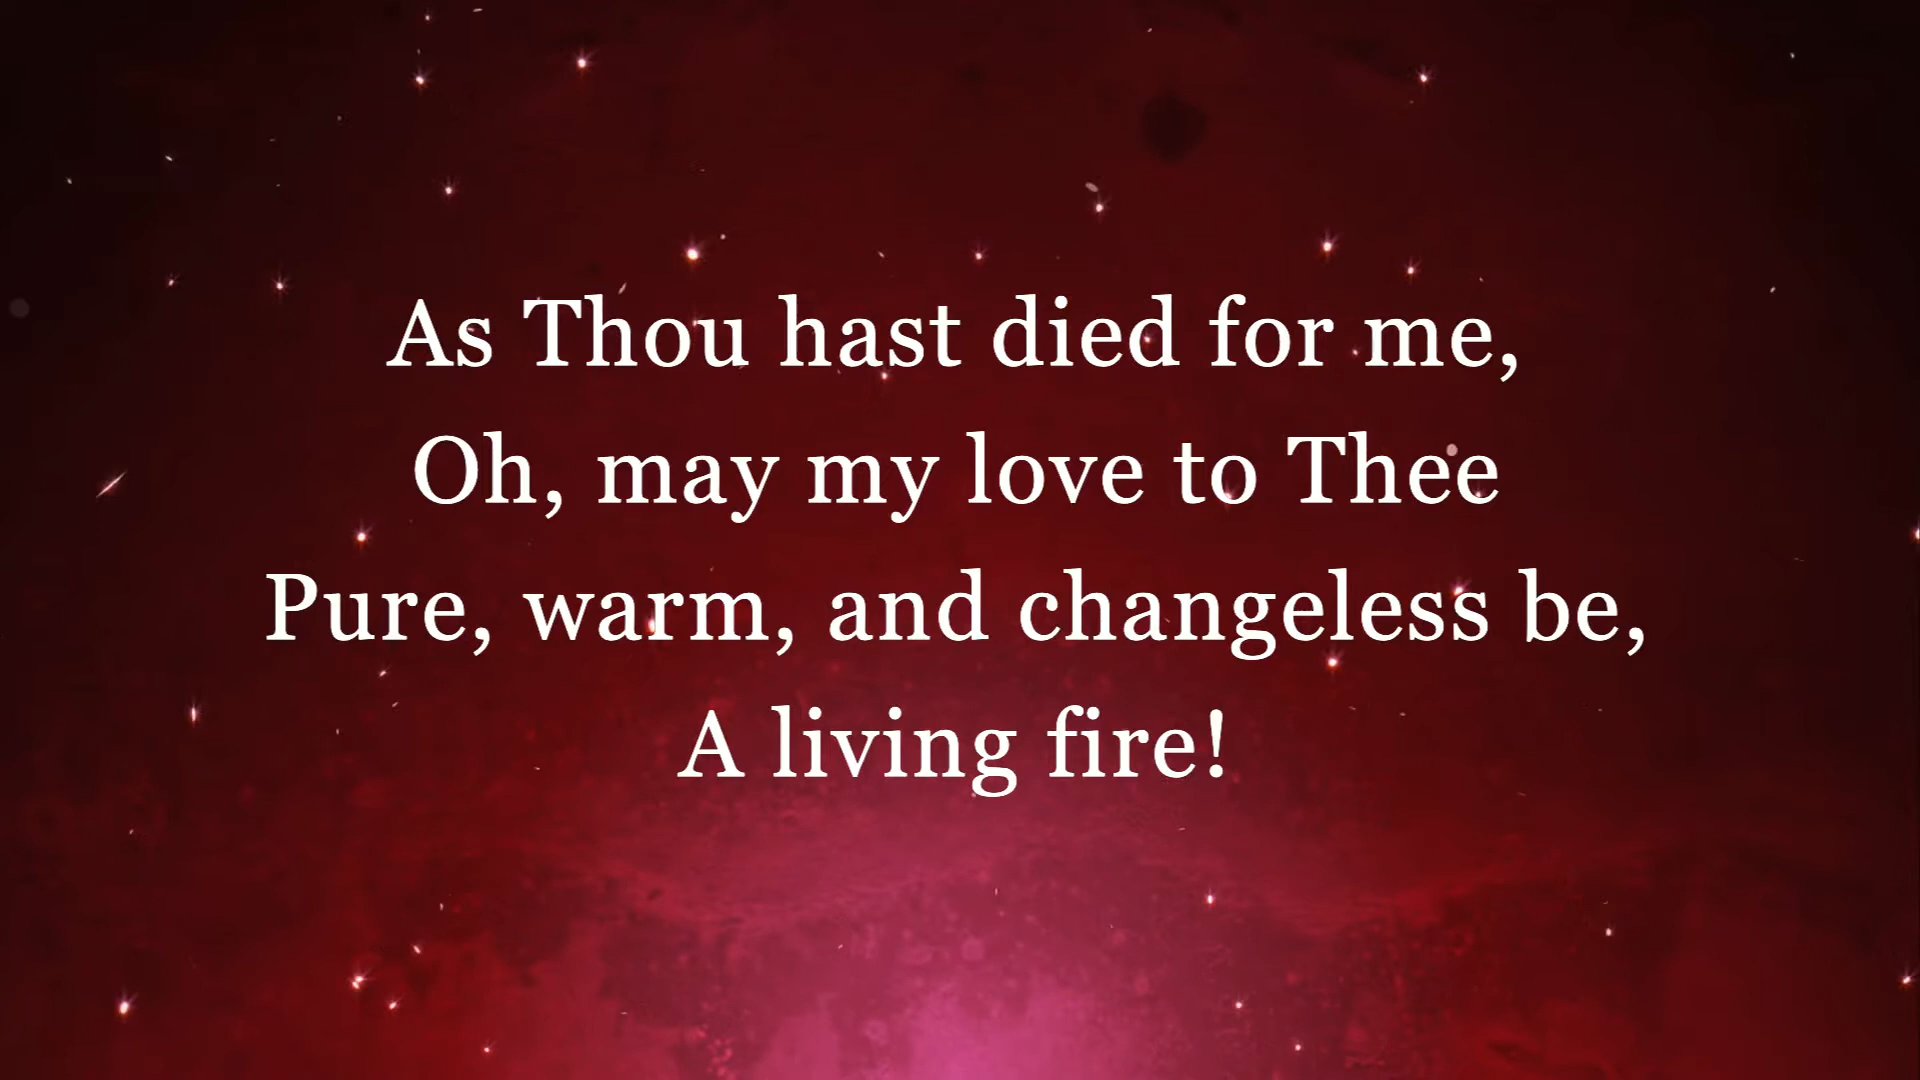 As Thou hast died for me,
Oh, may my love to Thee
Pure, warm, and changeless be,
A living fire!